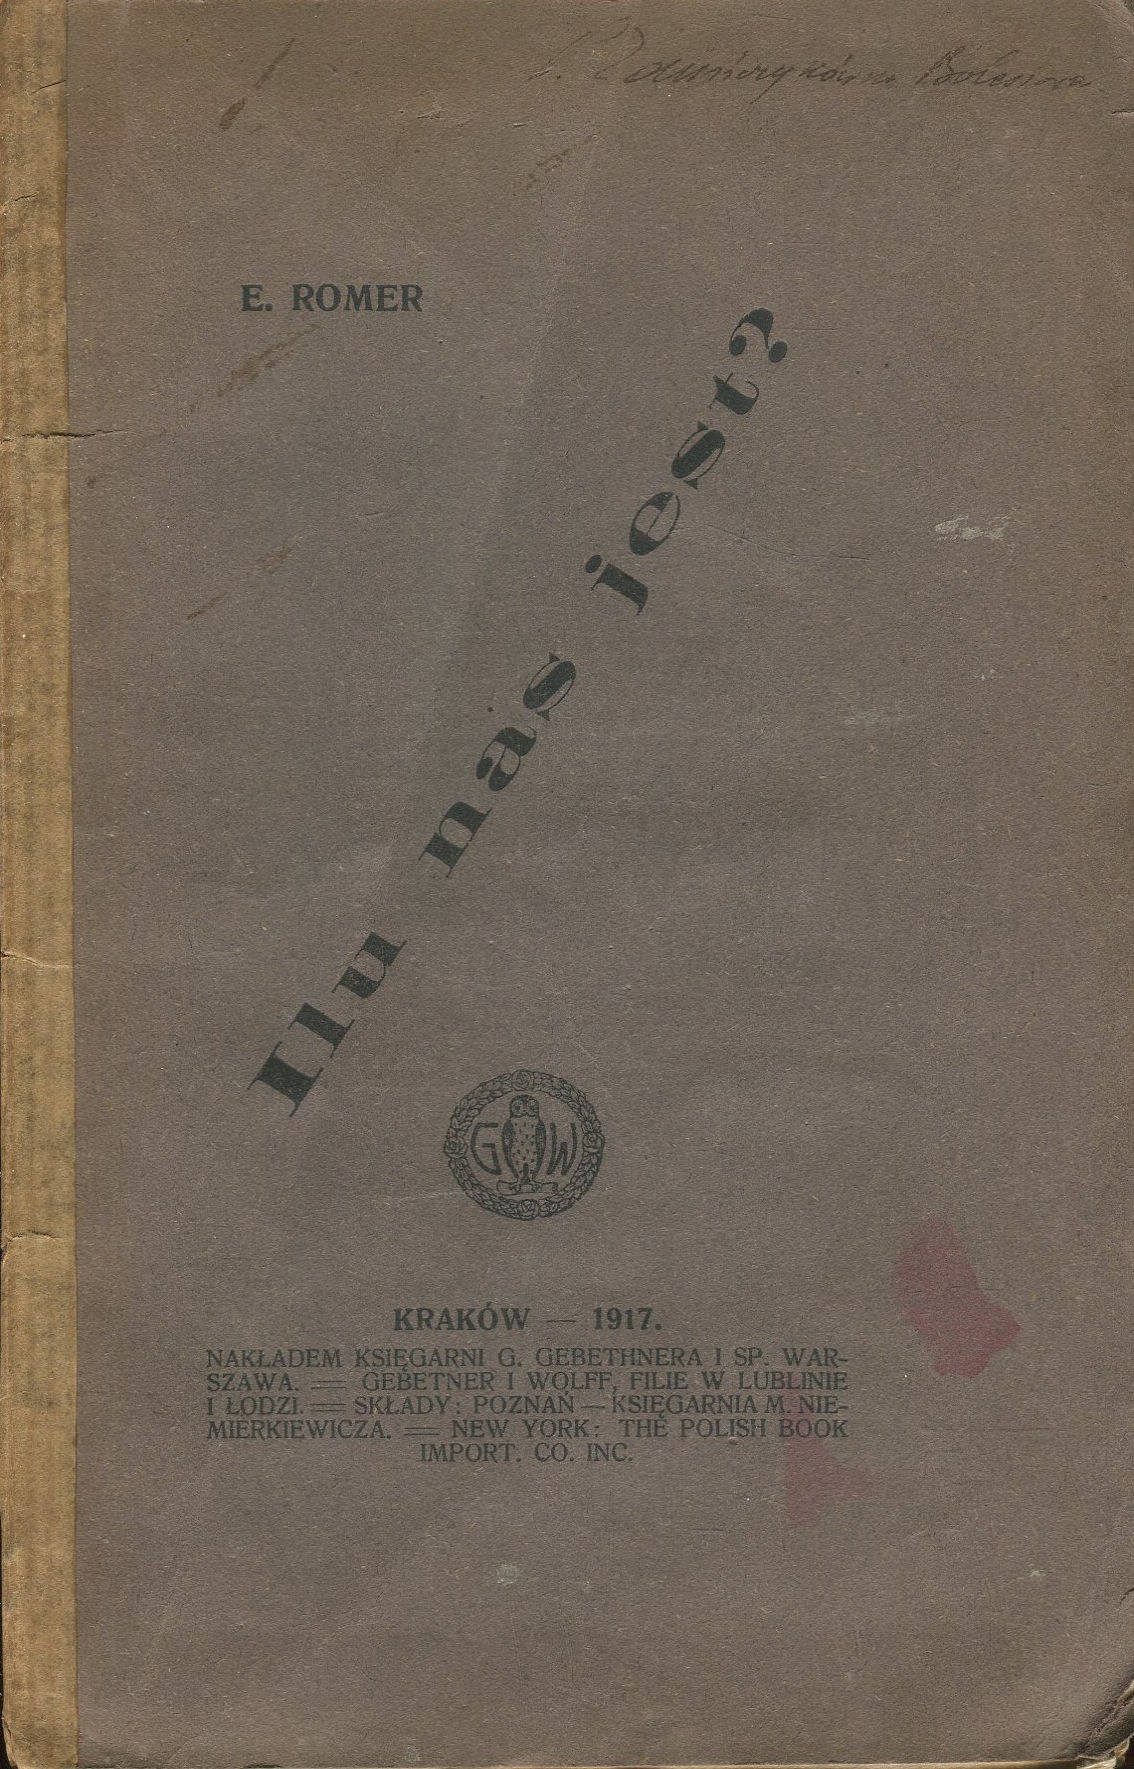 E. ROMER
Ilu nas jest?
G W
KRAKÓW — 1917.
NAKŁADEM KSIĘGARNI G. GEBETHNERA I SP. WAR-
SZAWA. = GEBETNER I WOLFF, FILIE W LUBLINIE
I ŁODZI. = SKŁADY: POZNAŃ — KSIĘGARNIA M. NIE-
MIERKIEWICZA. = NEW YORK: THE POLISH BOOK
IMPORT. CO. INC.